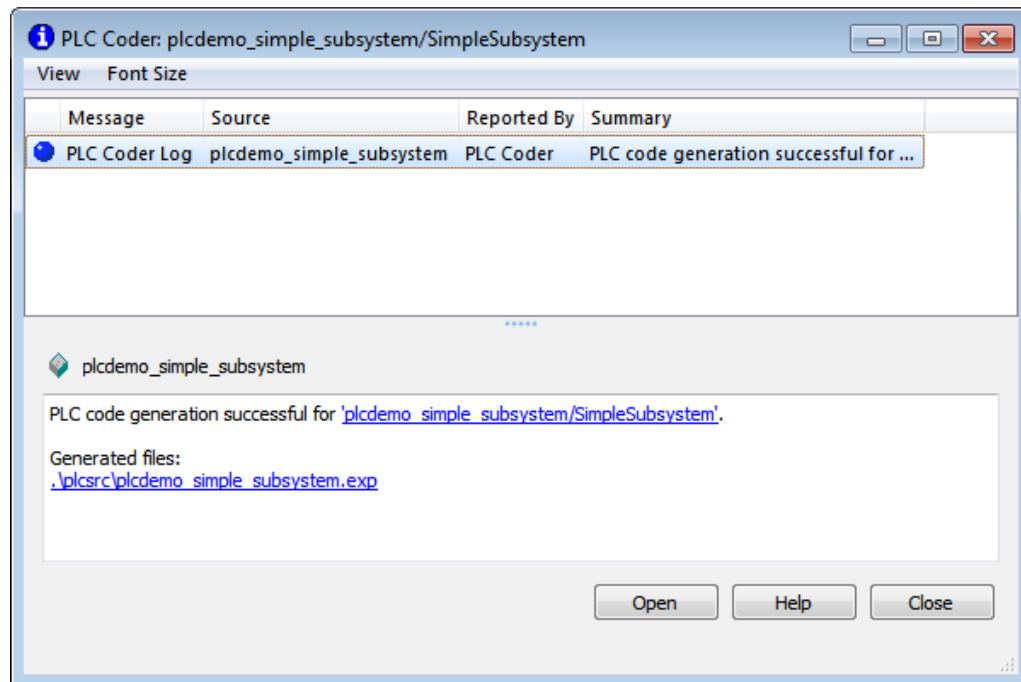 PLC Coder: plcdemo_simple_subsystem/SimpleSubsystem
View Font Size
Message Source Reported By Summary
PLC Coder Log plcdemo_simple_subsystem PLC Coder PLC code generation successful for ...
plcdemo_simple_subsystem
PLC code generation successful for 'plcdemo_simple_subsystem/SimpleSubsystem'.
Generated files:
.\plcsrc\plcdemo_simple_subsystem.exp
Open Help Close